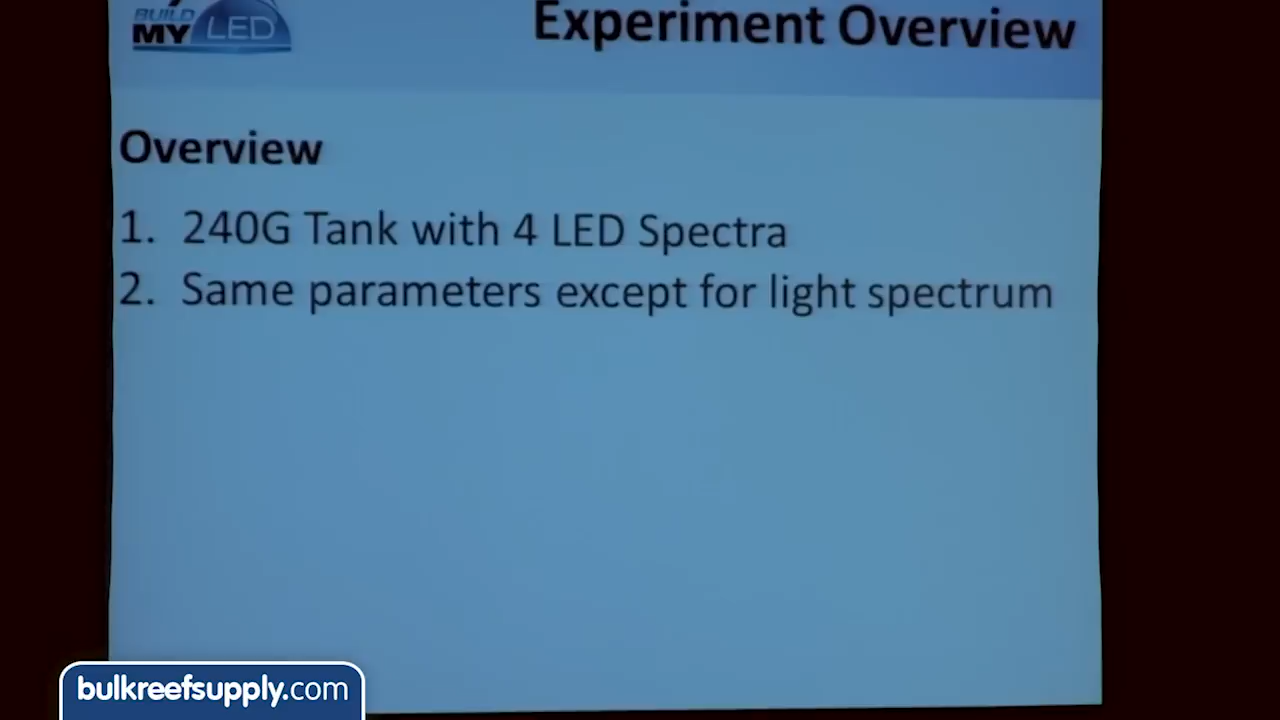 BUILD
MY LED
Experiment Overview
Overview
1. 240G Tank with 4 LED Spectra
2. Same parameters except for light spectrum
bulkreefsupply.com